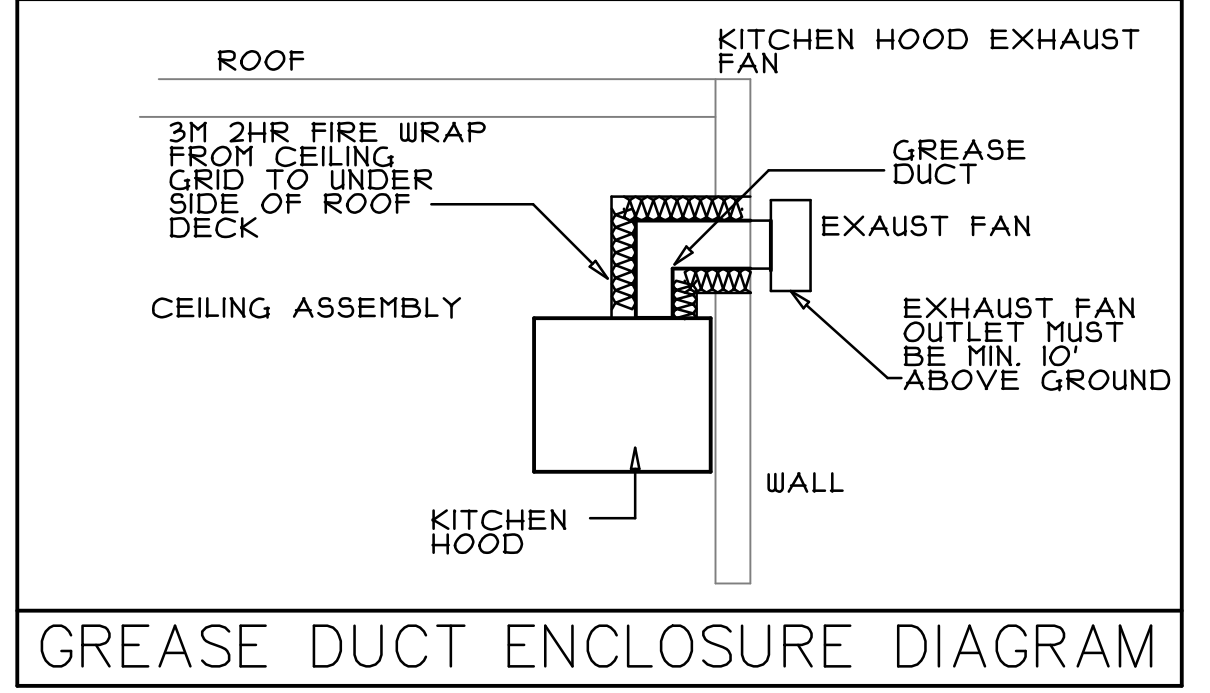 ROOF
KITCHEN HOOD EXHAUST
FAN
3M 2HR FIRE WRAP
FROM CEILING
GRID TO UNDER
SIDE OF ROOF
DECK
GREASE
DUCT
EXAUST FAN
CEILING ASSEMBLY
EXHAUST FAN
OUTLET MUST
BE MIN. 10'
ABOVE GROUND
WALL
KITCHEN
HOOD
GREASE DUCT ENCLOSURE DIAGRAM